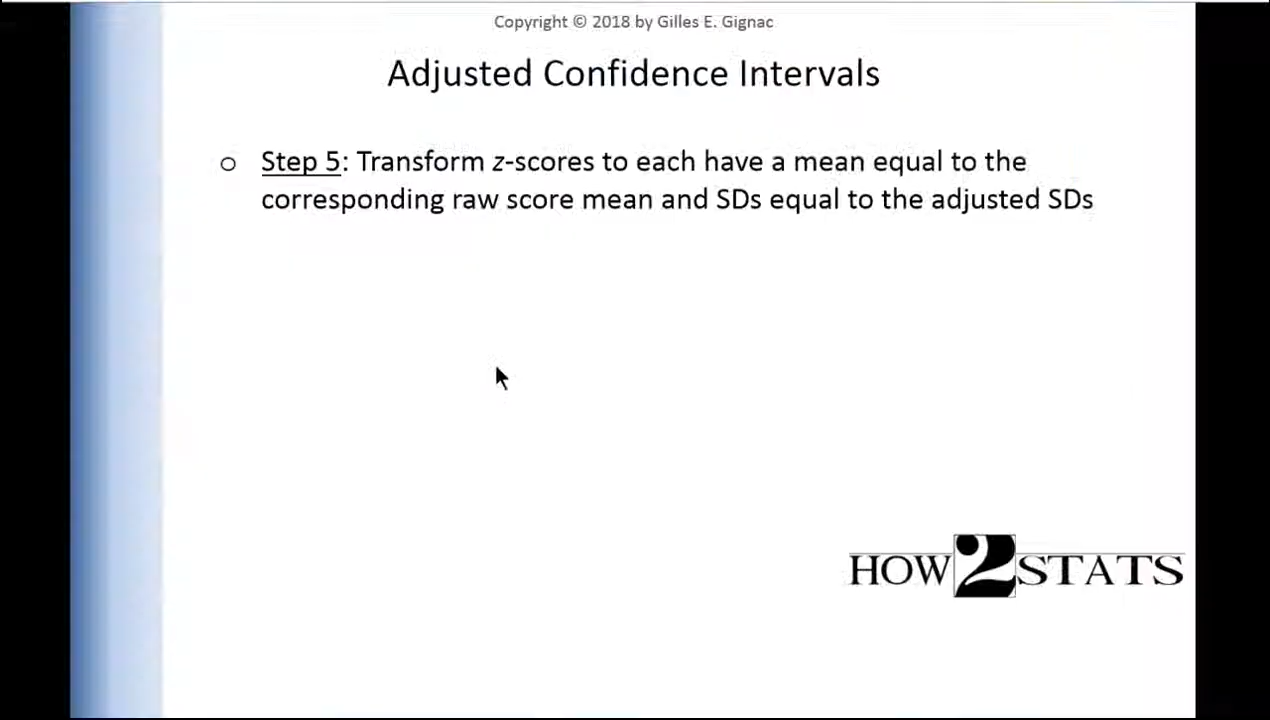 Copyright © 2018 by Gilles E. Gignac
Adjusted Confidence Intervals
o Step 5: Transform z-scores to each have a mean equal to the
corresponding raw score mean and SDs equal to the adjusted SDs
HOW2STATS